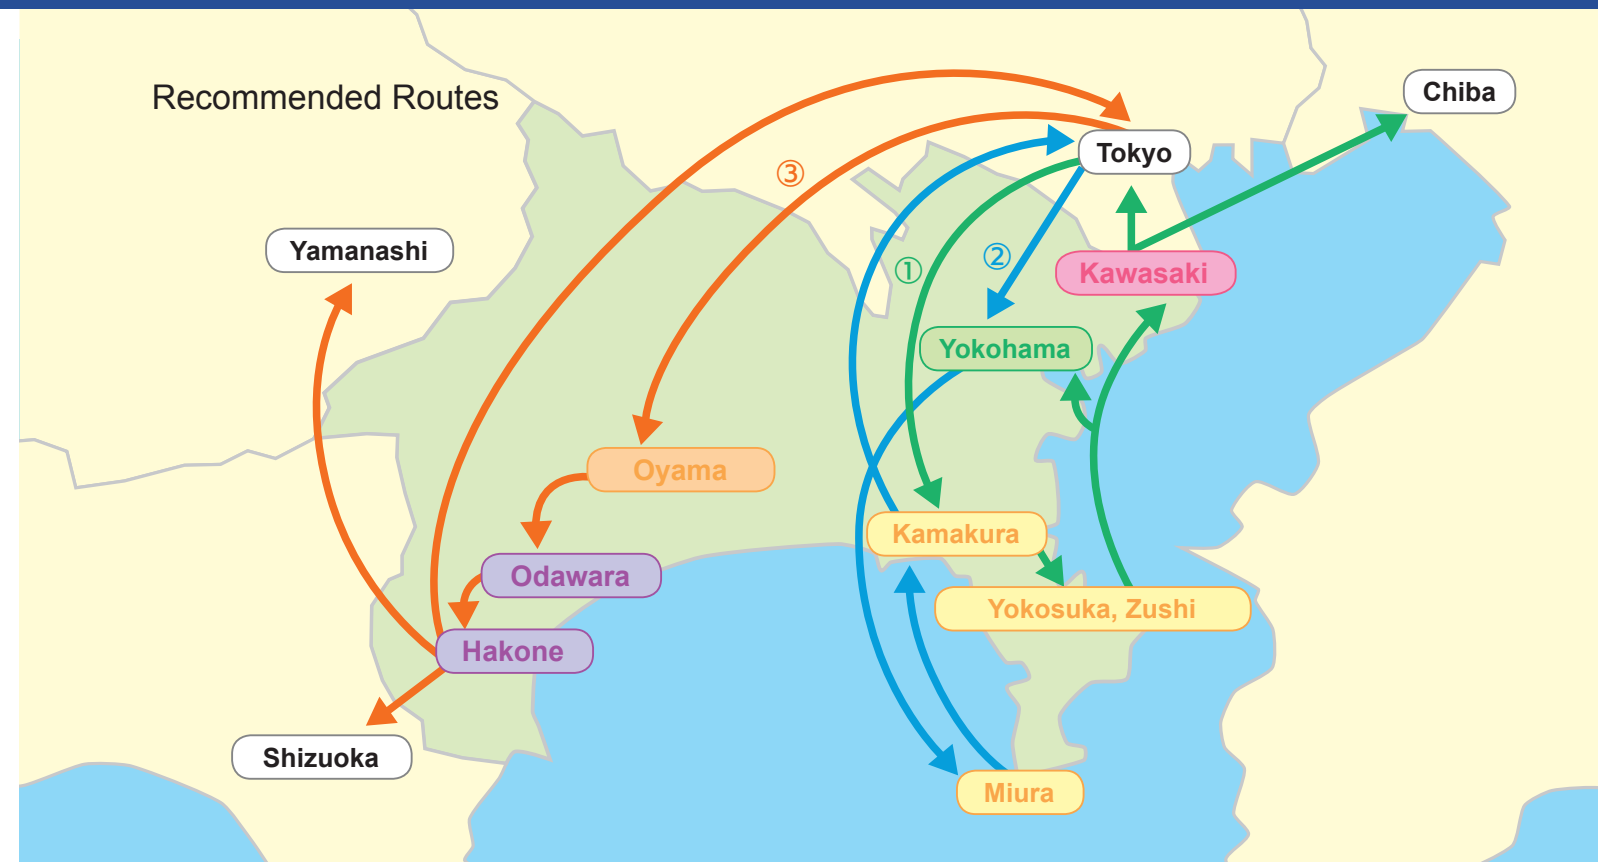 Recommended Routes
Chiba
Tokyo
③
Yamanashi
②
①
Kawasaki
Yokohama
Oyama
Kamakura
Odawara
Yokosuka, Zushi
Hakone
Shizuoka
Miura